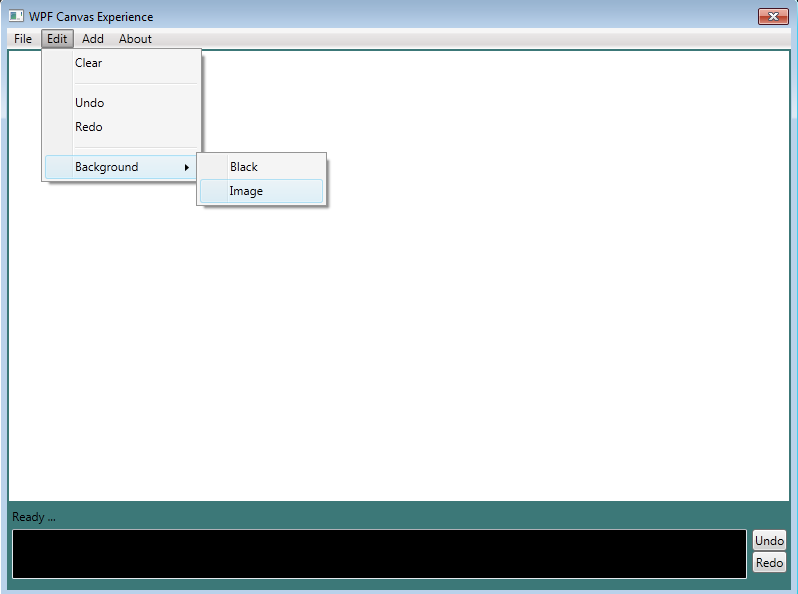 WPF Canvas Experience
File Edit Add About
Clear
Undo
Redo
Background
Black
Image
Ready ...
Undo
Redo